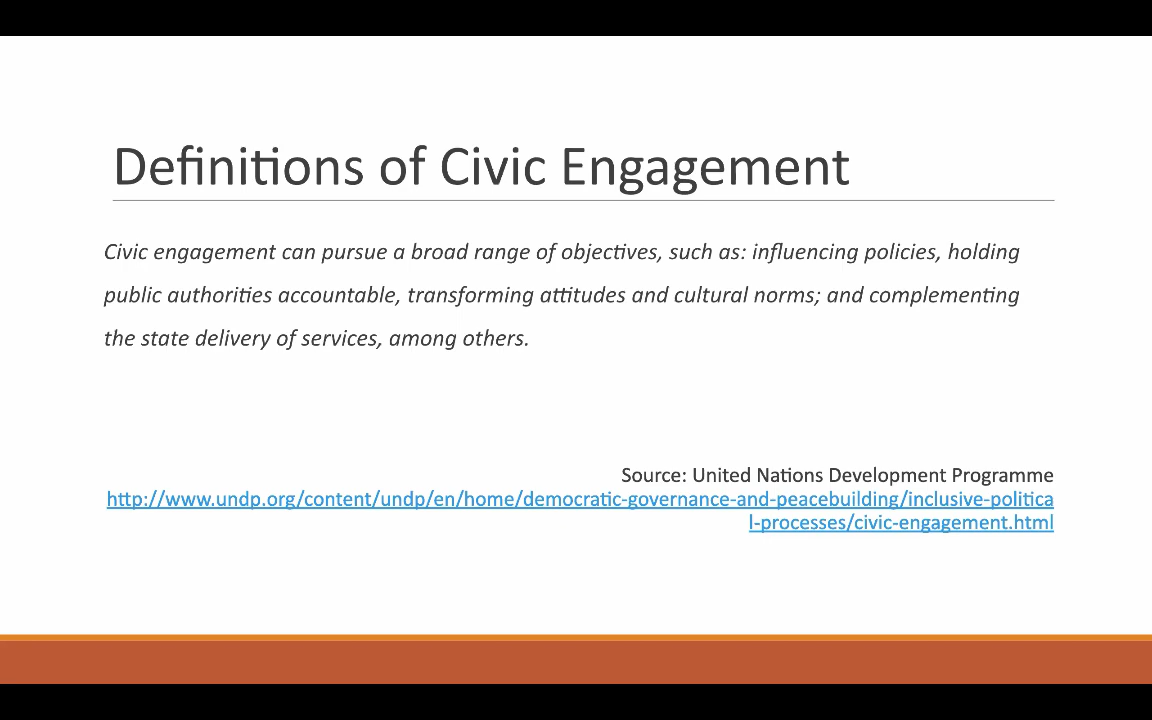 Definitions of Civic Engagement
Civic engagement can pursue a broad range of objectives, such as: influencing policies, holding
public authorities accountable, transforming attitudes and cultural norms; and complementing
the state delivery of services, among others.
Source: United Nations Development Programme
http://www.undp.org/content/undp/en/home/democratic-governance-and-peacebuilding/inclusive-politica
l-processes/civic-engagement.html